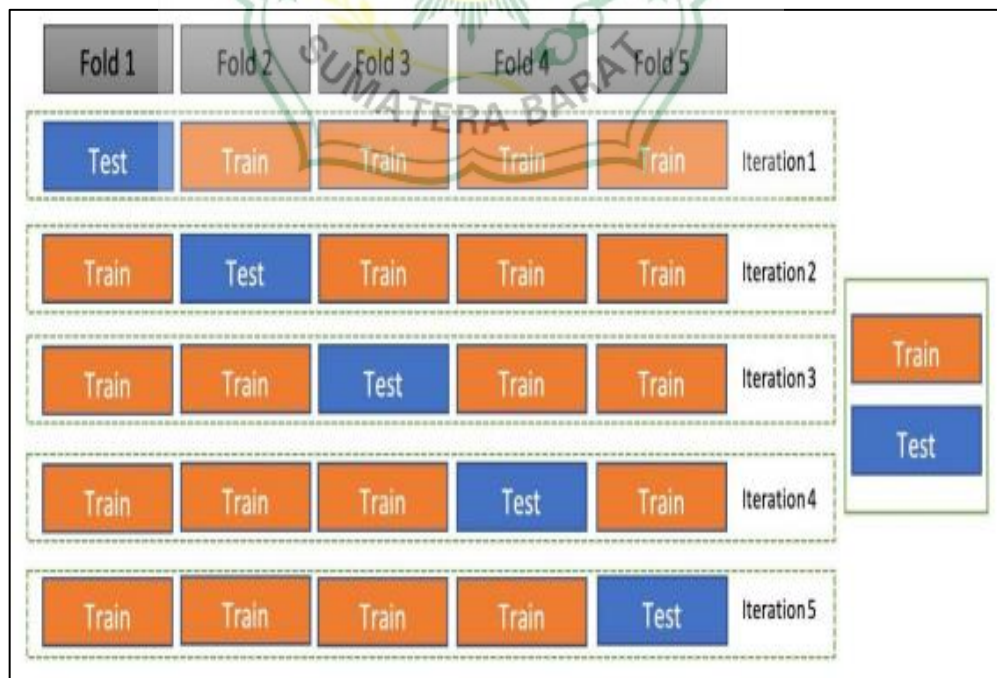 Fold 1 Fold 2 Fold 3 Fold 4 Fold 5
SUMATERA BARAT
Test Train Train Train Train Iteration 1
Train Test Train Train Train Iteration 2
Train Train Test Train Train Iteration 3
Train Train Train Test Train Iteration 4
Train Train Train Train Test Iteration 5
Train
Test